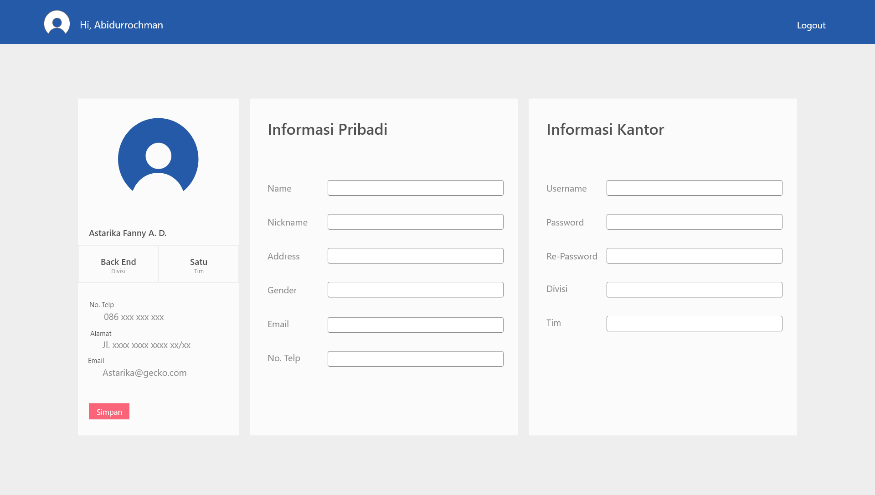 Hi, Abidurrochman
Logout
Astarika Fanny A. D.
Back End
Divisi
Satu
Tim
No. Telp
086 xxx xxx xxx
Alamat
Jl. xxxx xxxx xxxx xx/xx
Email
Astarika@gecko.com
Simpan
Informasi Pribadi
Name
Nickname
Address
Gender
Email
No. Telp
Informasi Kantor
Username
Password
Re-Password
Divisi
Tim